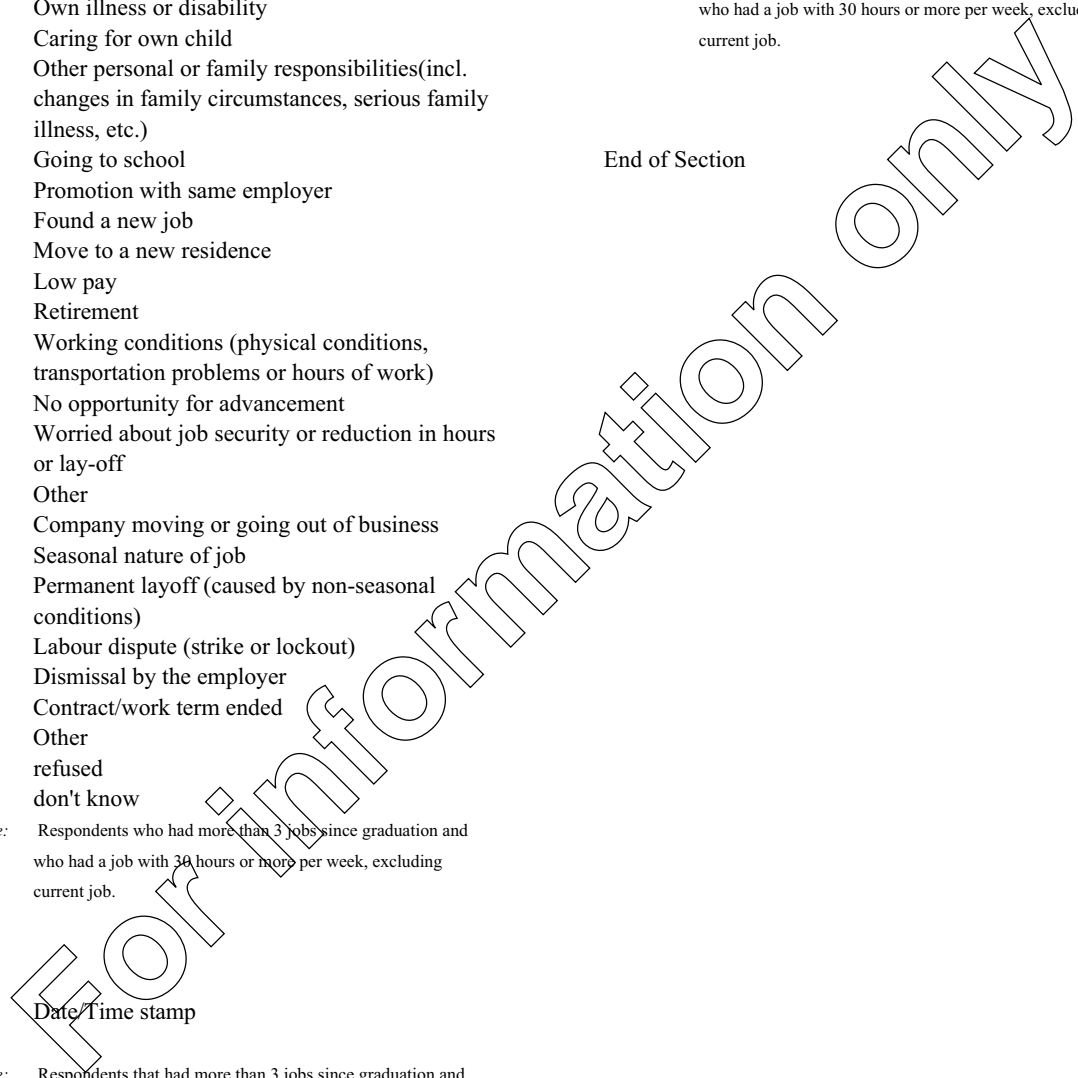 Own illness or disability
Caring for own child
Other personal or family responsibilities(incl.
changes in family circumstances, serious family
illness, etc.)
Going to school
Promotion with same employer
Found a new job
Move to a new residence
Low pay
Retirement
Working conditions (physical conditions,
transportation problems or hours of work)
No opportunity for advancement
Worried about job security or reduction in hours
or lay-off
Other
Company moving or going out of business
Seasonal nature of job
Permanent layoff (caused by non-seasonal
conditions)
Labour dispute (strike or lockout)
Dismissal by the employer
Contract/work term ended
Other
refused
don't know
e: Respondents who had more than 3 jobs since graduation and
who had a job with 30 hours or more per week, excluding
current job.
Date/Time stamp
e: Respondents that had more than 3 jobs since graduation and
who had a job with 30 hours or more per week, exclu
current job.
End of Section
For information only